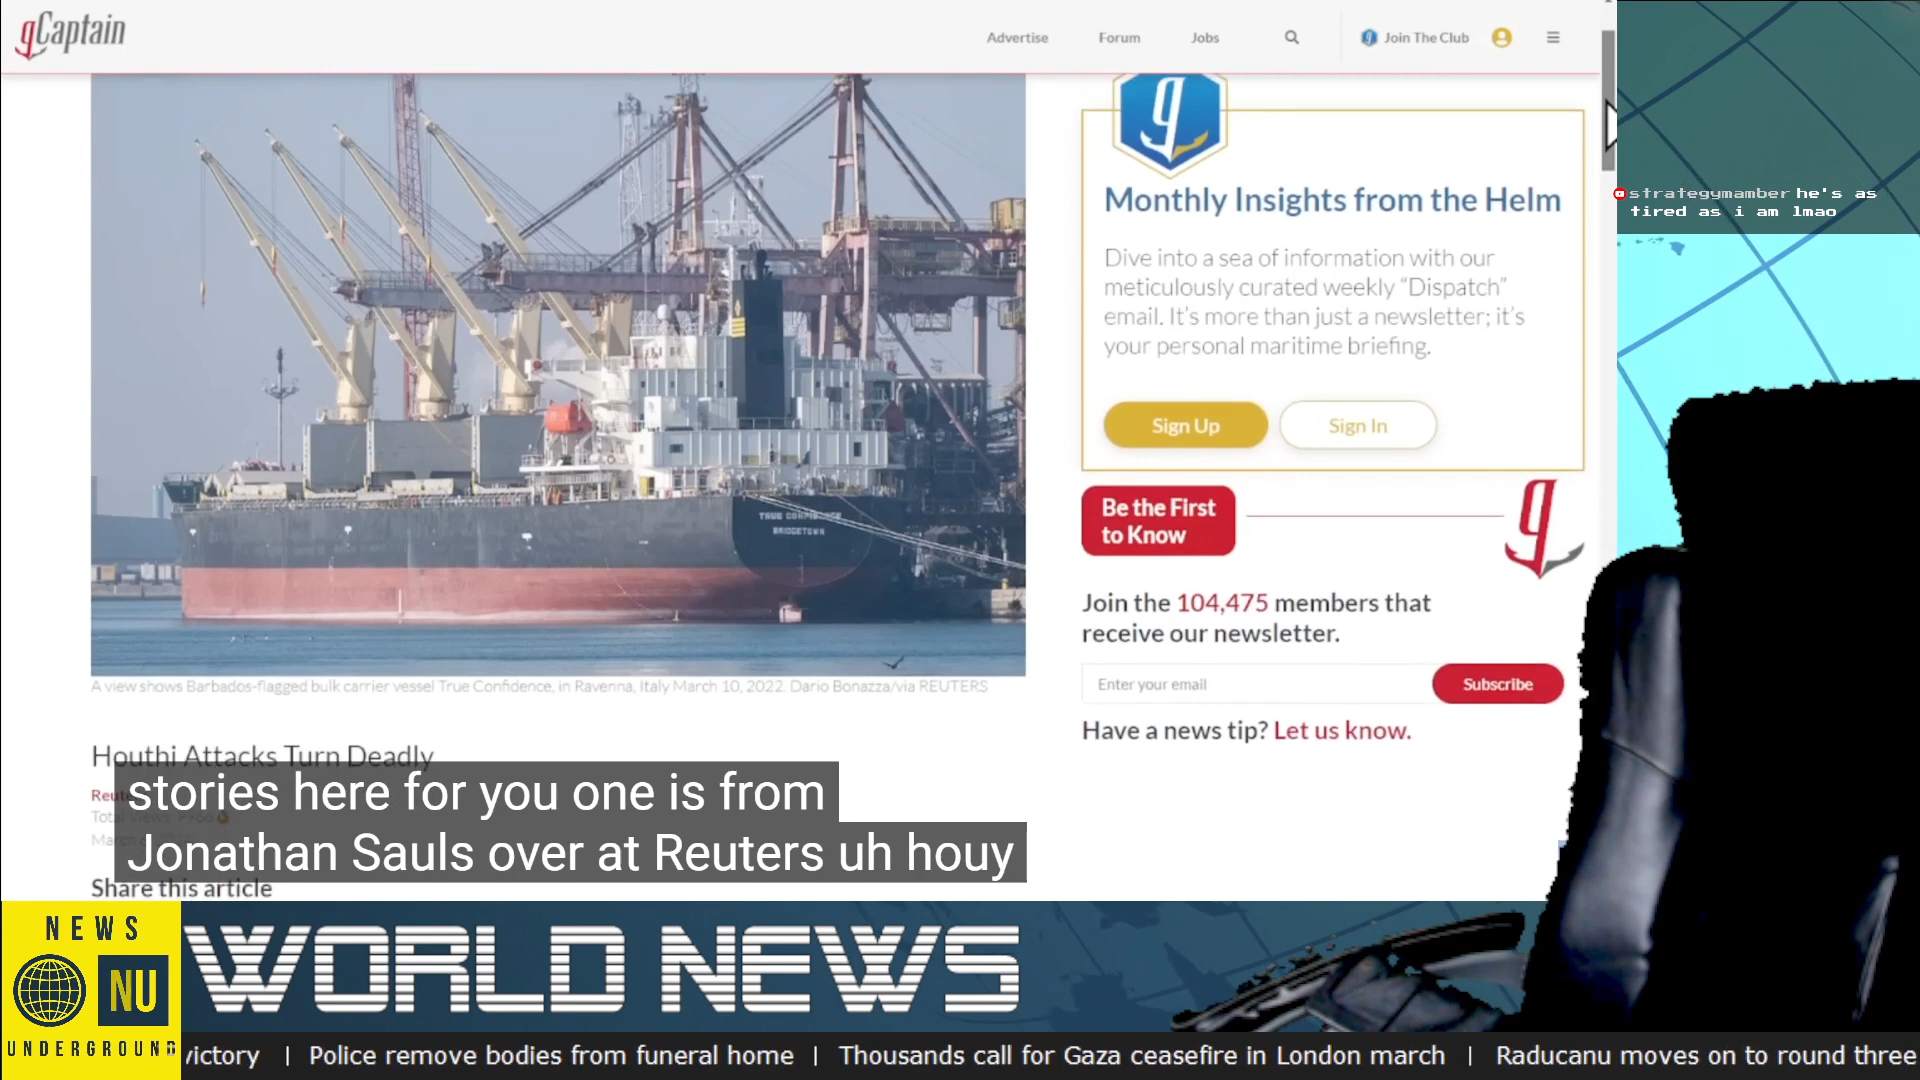 gCaptain
Advertise
Forum
Jobs
Join The Club
Monthly Insights from the Helm
Dive into a sea of information with our
meticulously curated weekly “Dispatch”
email. It’s more than just a newsletter; it’s
your personal maritime briefing.
Sign Up
Sign In
Be the First
to Know
Join the 104,475 members that
receive our newsletter.
Enter your email
Subscribe
Have a news tip? Let us know.
strategymamber he's as
tired as i am lmao
BRIDGETOWN
A view shows Barbados-flagged bulk carrier vessel True Confidence, in Ravenna, Italy March 10, 2022. Dario Bonazza/via REUTERS
Houthi Attacks Turn Deadly
stories here for you one is from
Jonathan Sauls over at Reuters uh houy
Total Views:
Share this article
NEWS
NU
UNDERGROUND
WORLD NEWS
victory | Police remove bodies from funeral home | Thousands call for Gaza ceasefire in London march | Raducanu moves on to round three